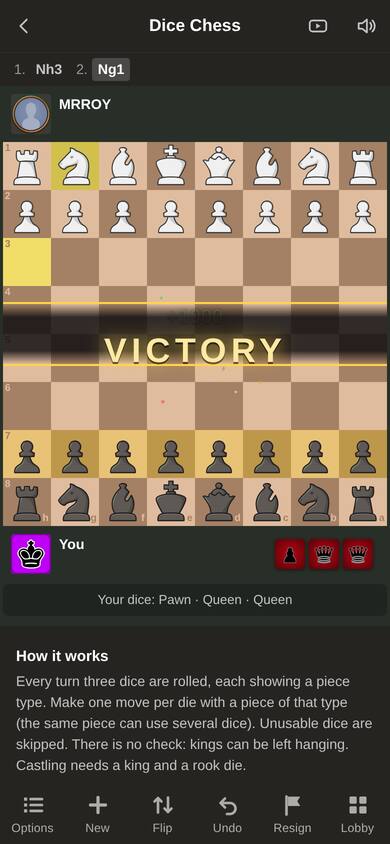 Dice Chess
1. Nh3 2. Ng1
MRROY
1
2
3
4
VICTORY
6
7
8 h g f e d c b a
You
Your dice: Pawn · Queen · Queen
How it works
Every turn three dice are rolled, each showing a piece
type. Make one move per die with a piece of that type
(the same piece can use several dice). Unusable dice are
skipped. There is no check: kings can be left hanging.
Castling needs a king and a rook die.
Options New Flip Undo Resign Lobby